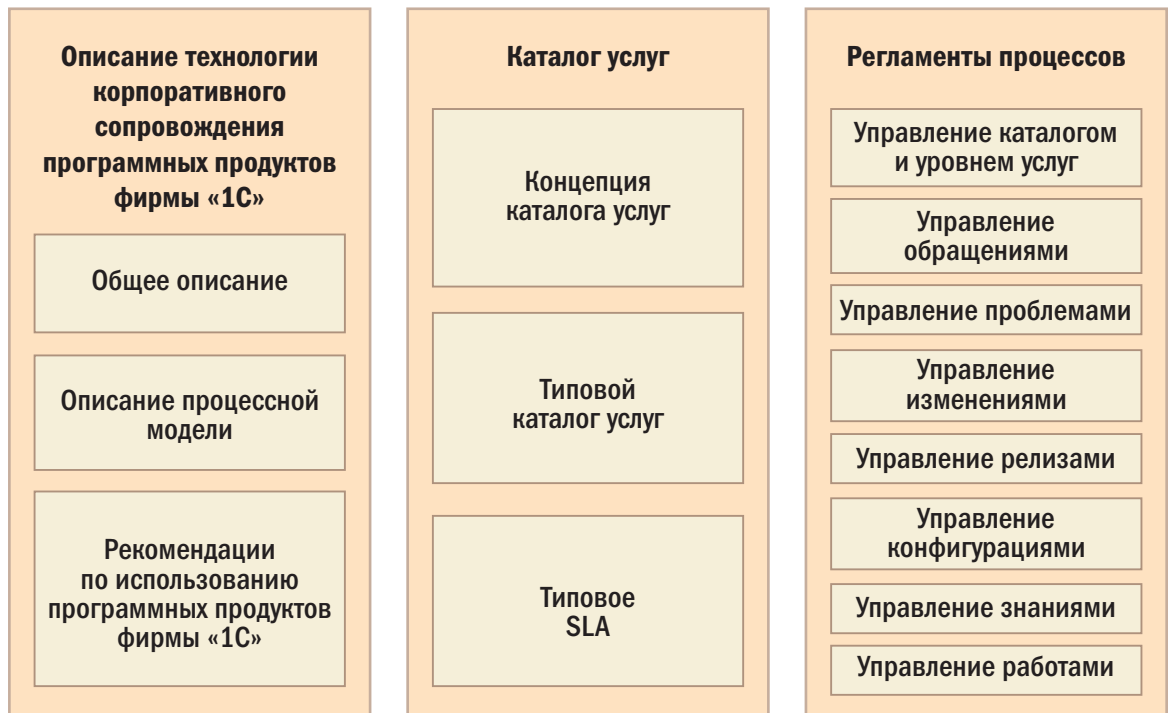 Описание технологии
корпоративного
сопровождения
программных продуктов
фирмы «1С»
Общее описание
Описание процессной
модели
Рекомендации
по использованию
программных продуктов
фирмы «1С»
Каталог услуг
Концепция
каталога услуг
Типовой
каталог услуг
Типовое
SLA
Регламенты процессов
Управление каталогом
и уровнем услуг
Управление
обращениями
Управление проблемами
Управление
изменениями
Управление релизами
Управление
конфигурациями
Управление знаниями
Управление работами